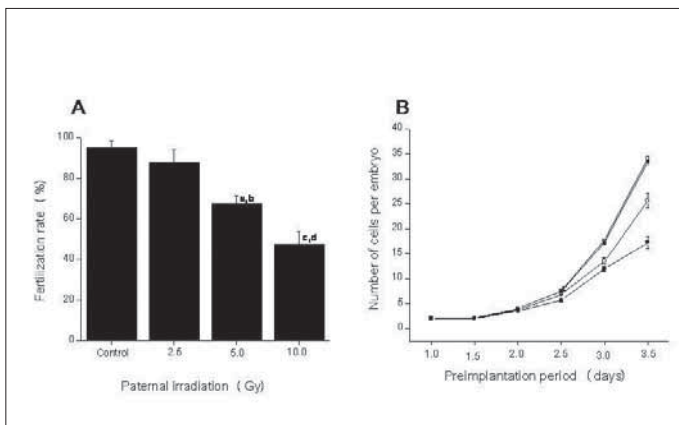 A
Fertilization rate (%)
100
80
60
40
20
0
a,b
c,d
Control 2.5 5.0 10.0
Paternal Irradiation (Gy)
B
Number of cells per embryo
40
35
30
25
20
15
10
5
0
1.0 1.5 2.0 2.5 3.0 3.5
Preimplantation period (days)